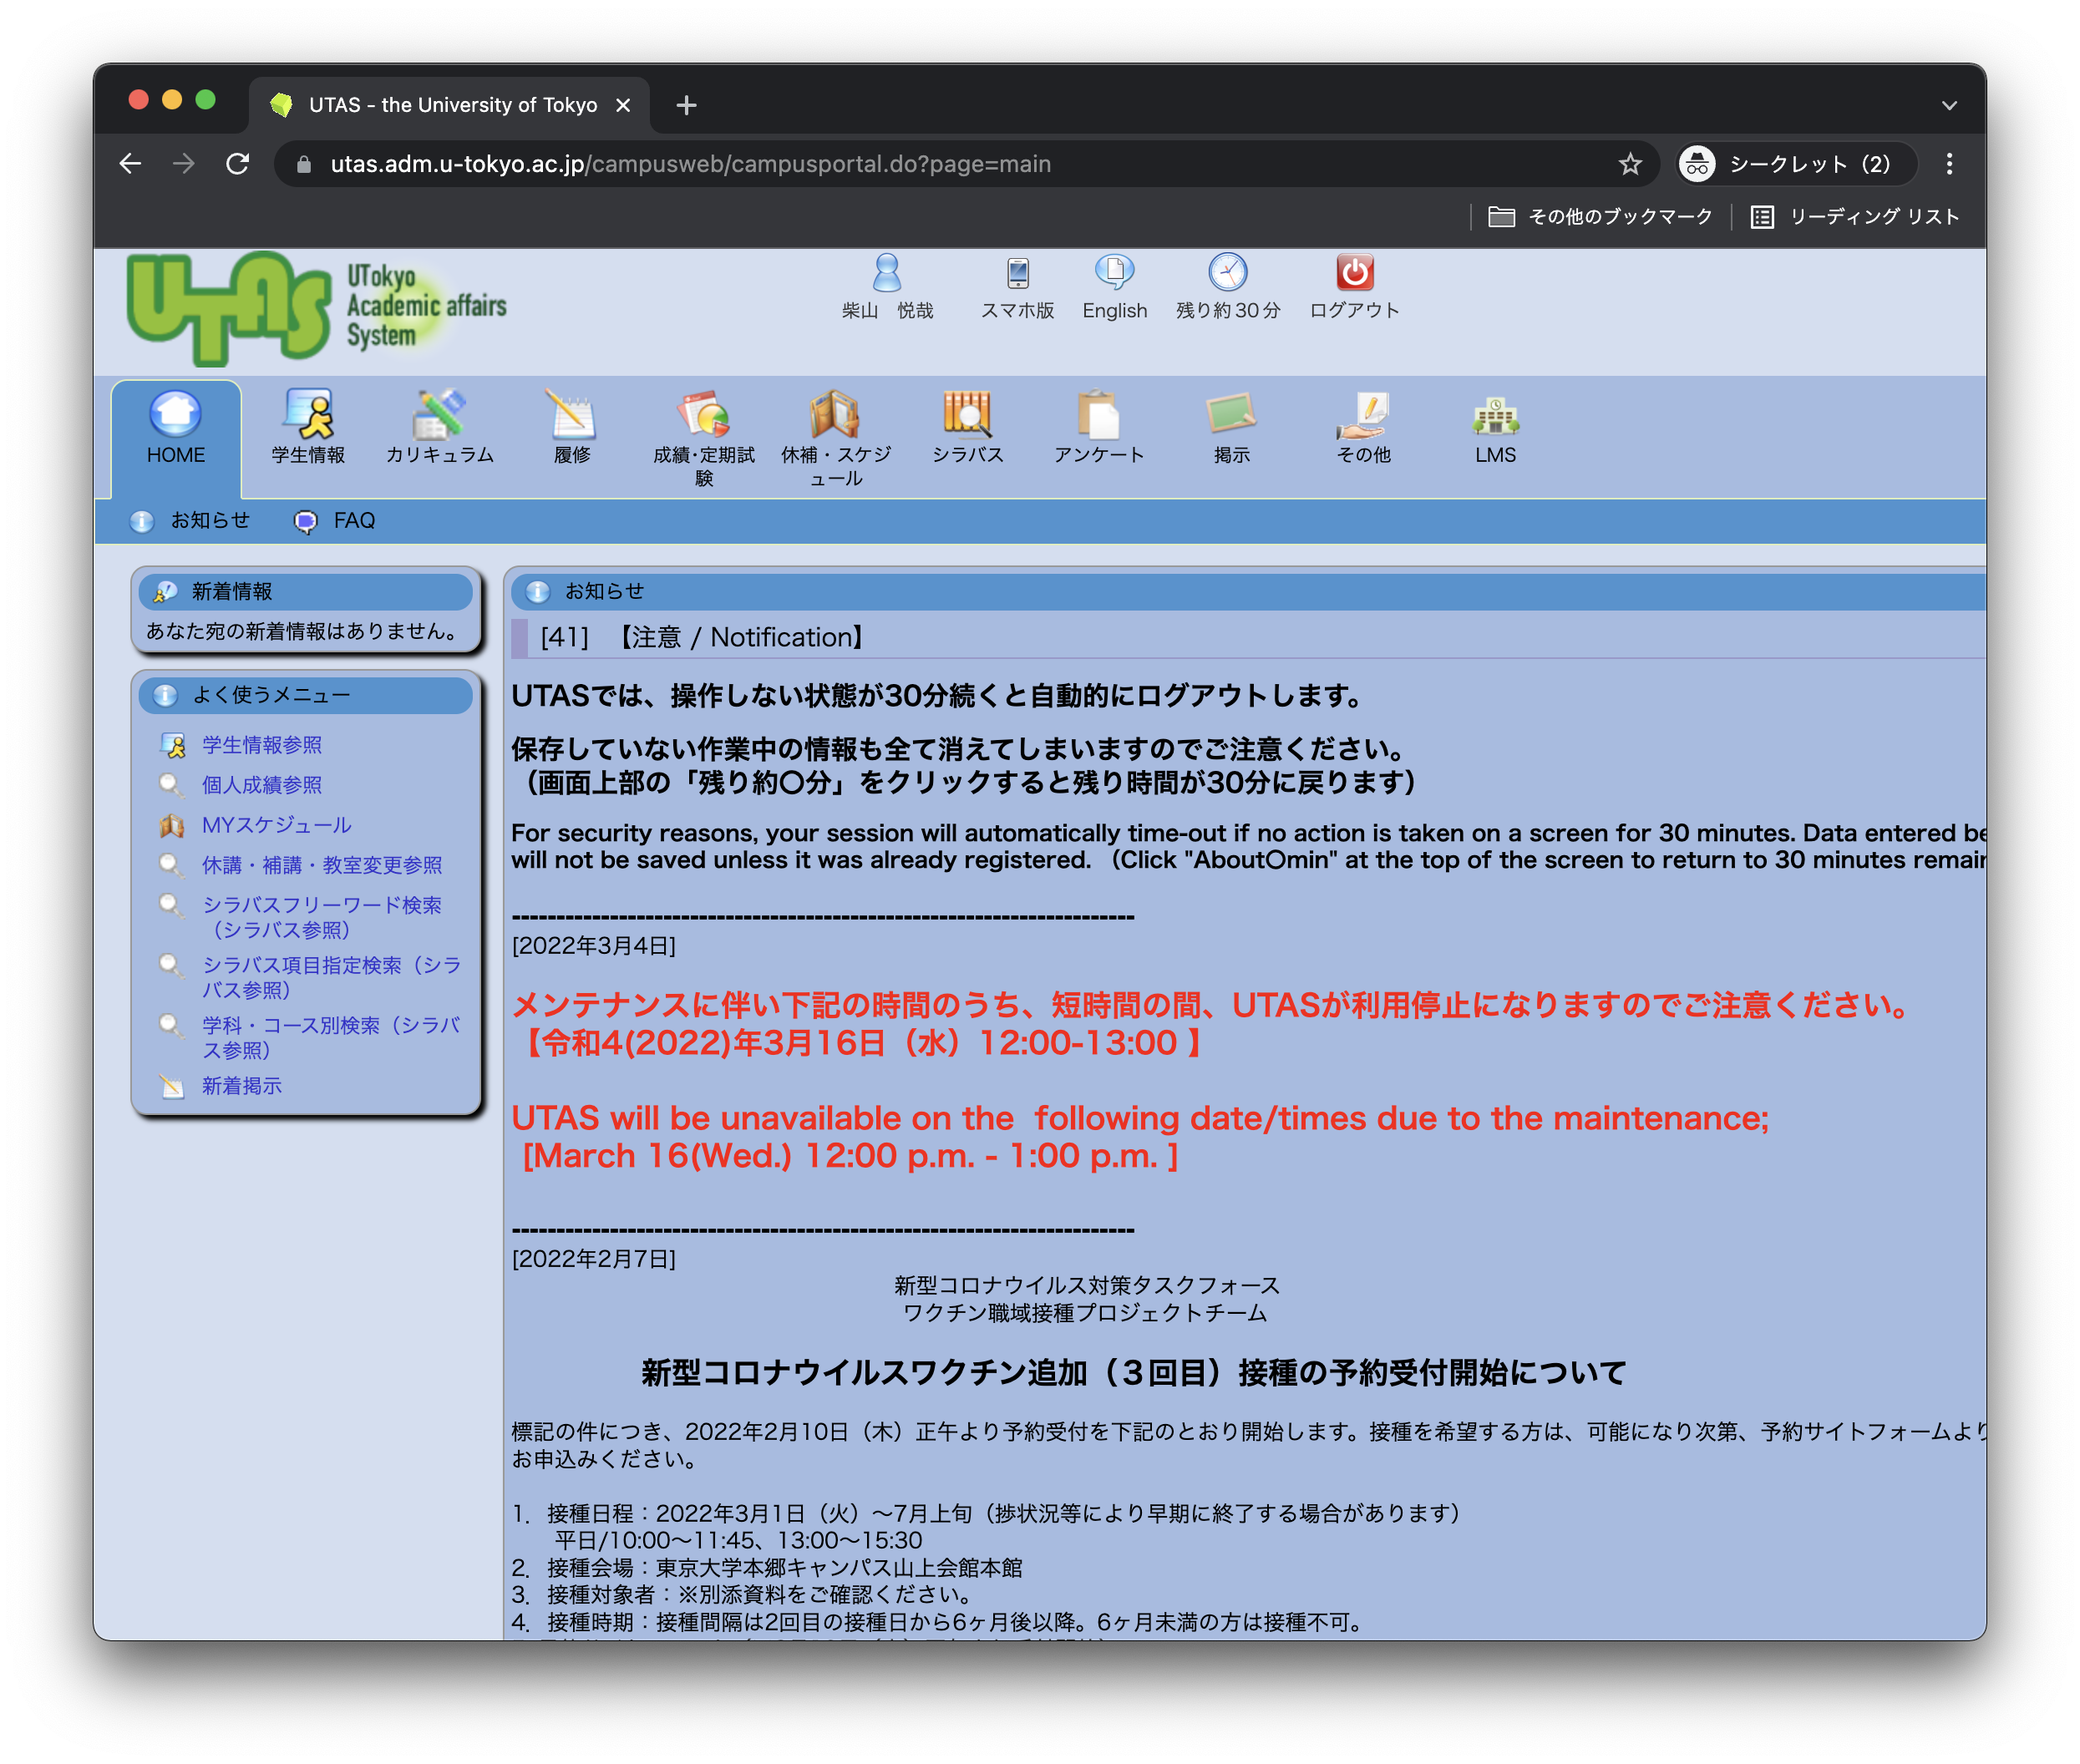 UTAS - the University of Tokyo
utas.adm.u-tokyo.ac.jp/campusweb/campusportal.do?page=main
シークレット（2）
その他のブックマーク
リーディング リスト
UTAS
UTokyo
Academic affairs
System
柴山　悦哉
スマホ版
English
残り約30分
ログアウト
HOME
学生情報
カリキュラム
履修
成績･定期試
験
休補・スケジ
ュール
シラバス
アンケート
掲示
その他
LMS
お知らせ
FAQ
新着情報
あなた宛の新着情報はありません。
よく使うメニュー
学生情報参照
個人成績参照
MYスケジュール
休講・補講・教室変更参照
シラバスフリーワード検索
（シラバス参照）
シラバス項目指定検索（シラ
バス参照）
学科・コース別検索（シラバ
ス参照）
新着掲示
お知らせ
[41] 【注意 / Notification】
UTASでは、操作しない状態が30分続くと自動的にログアウトします。
保存していない作業中の情報も全て消えてしまいますのでご注意ください。
（画面上部の「残り約〇分」をクリックすると残り時間が30分に戻ります）
For security reasons, your session will automatically time-out if no action is taken on a screen for 30 minutes. Data entered be
will not be saved unless it was already registered. （Click "About〇min" at the top of the screen to return to 30 minutes remain
----------------------------------------------------------------------
[2022年3月4日]
メンテナンスに伴い下記の時間のうち、短時間の間、UTASが利用停止になりますのでご注意ください。
【令和4(2022)年3月16日（水）12:00-13:00 】
UTAS will be unavailable on the following date/times due to the maintenance;
[March 16(Wed.) 12:00 p.m. - 1:00 p.m. ]
----------------------------------------------------------------------
[2022年2月7日]
新型コロナウイルス対策タスクフォース
ワクチン職域接種プロジェクトチーム
新型コロナウイルスワクチン追加（３回目）接種の予約受付開始について
標記の件につき、2022年2月10日（木）正午より予約受付を下記のとおり開始します。接種を希望する方は、可能になり次第、予約サイトフォームより
お申込みください。
1．接種日程：2022年3月1日（火）～7月上旬（捗状況等により早期に終了する場合があります）
平日/10:00～11:45、13:00～15:30
2．接種会場：東京大学本郷キャンパス山上会館本館
3．接種対象者：※別添資料をご確認ください。
4．接種時期：接種間隔は2回目の接種日から6ヶ月後以降。6ヶ月未満の方は接種不可。